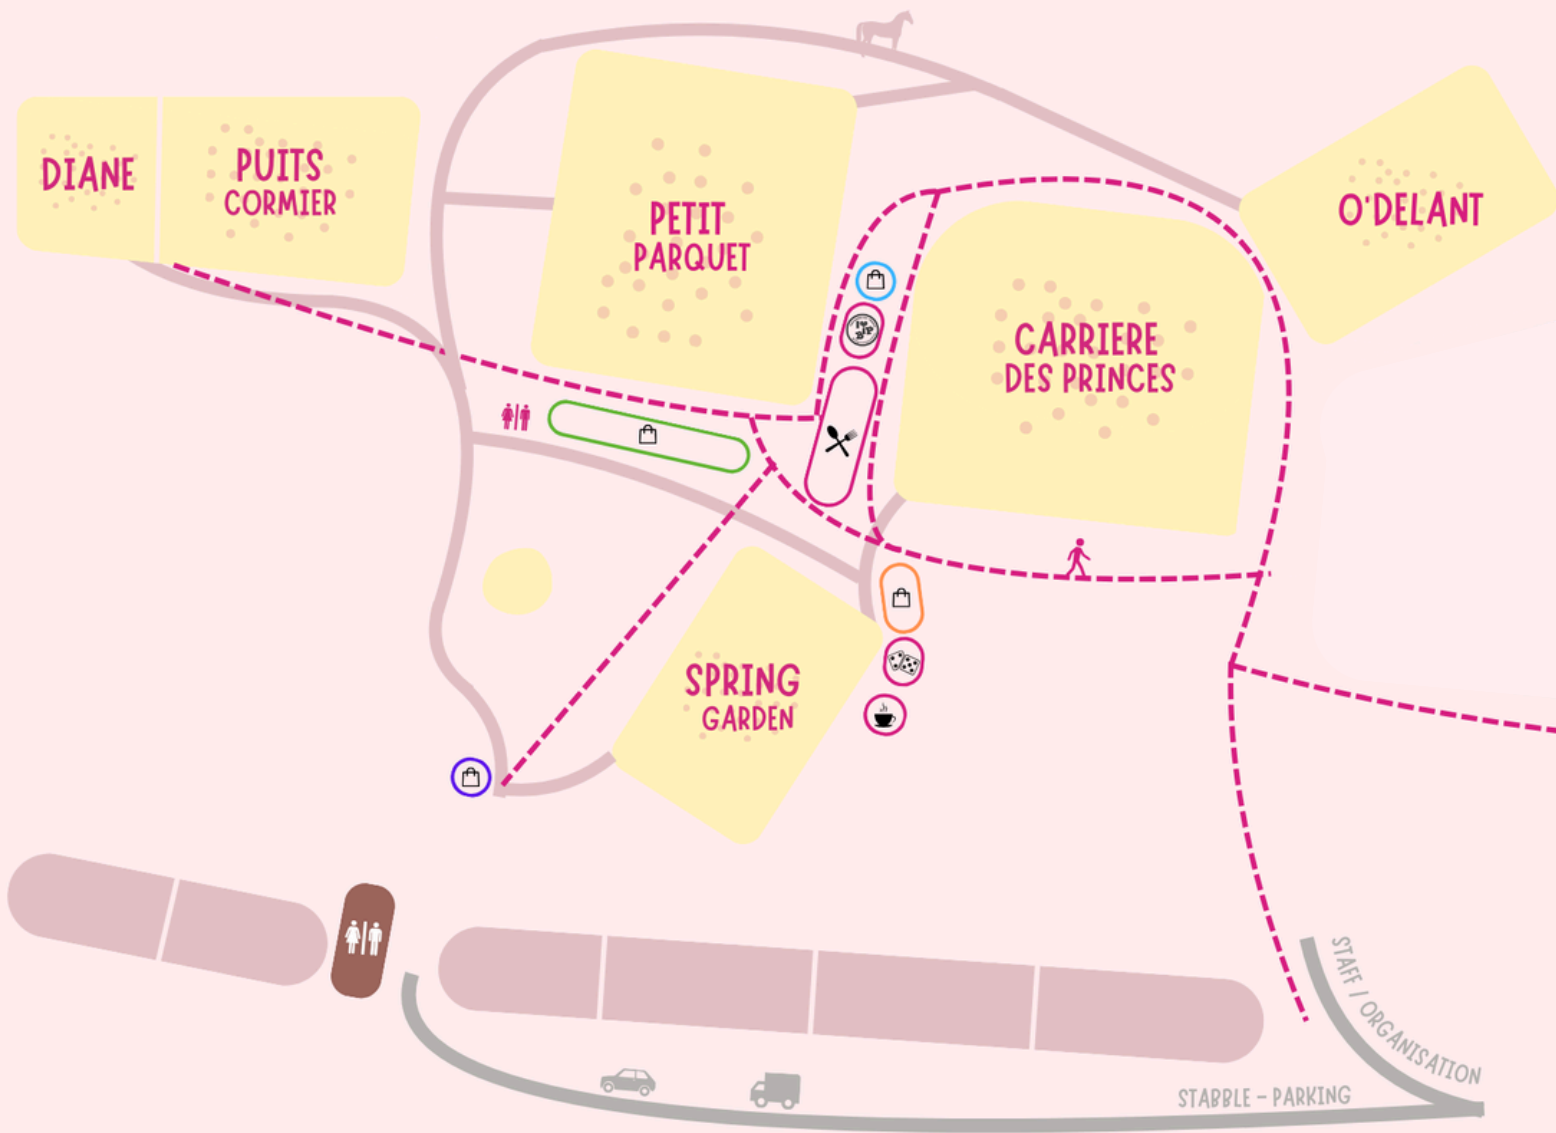 DIANE
PUITS
CORMIER
PETIT
PARQUET
O'DELANT
CARRIERE
DES PRINCES
SPRING
GARDEN
STAFF / ORGANISATION
STABBLE - PARKING